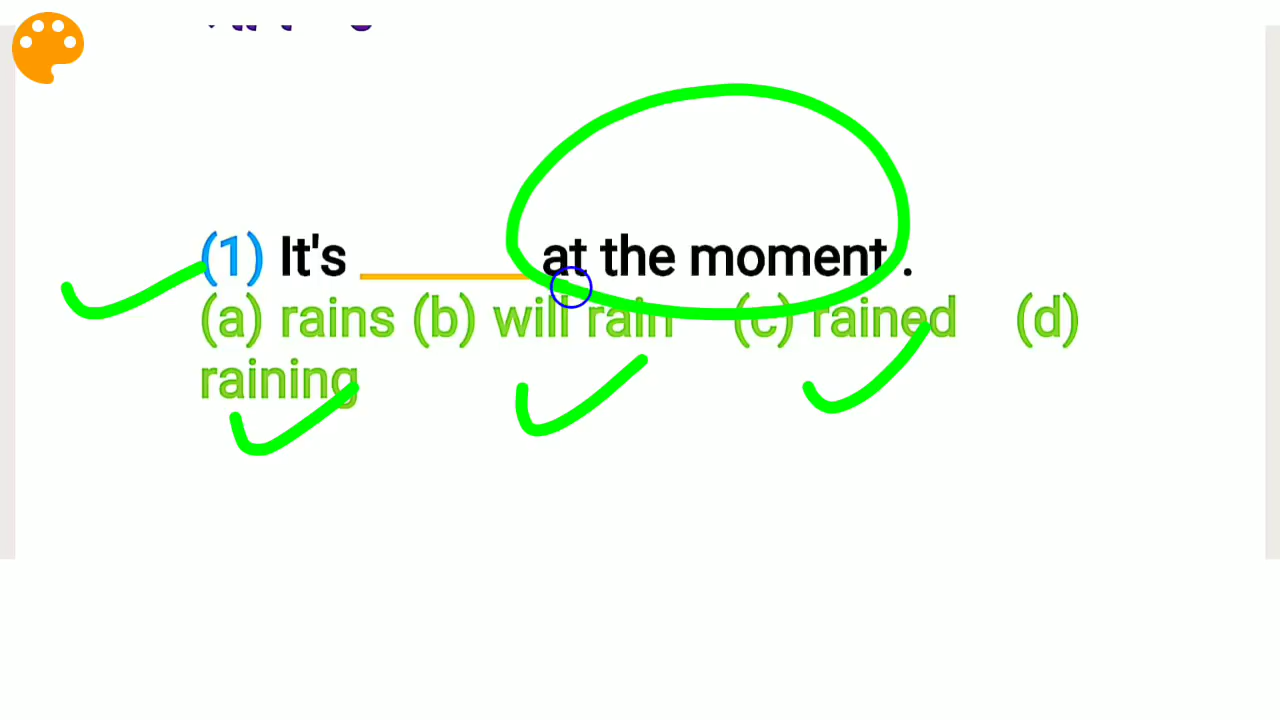 (1) It's ________ at the moment .
(a) rains (b) will rain (c) rained (d)
raining